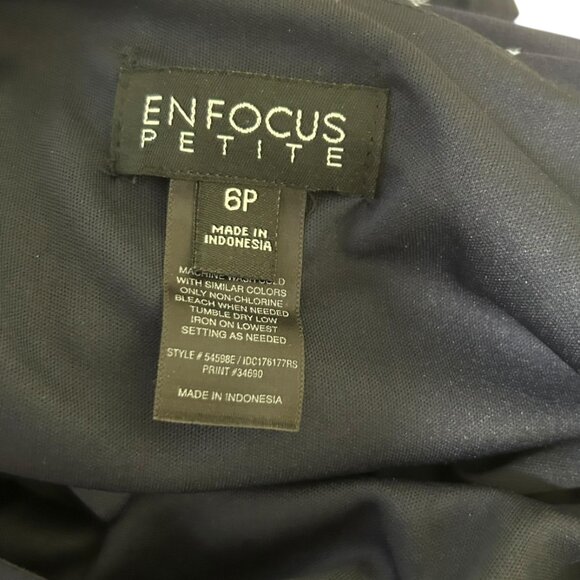 ENFOCUS
PETITE
6P
MADE IN
INDONESIA
MACHINE WASH COLD
WITH SIMILAR COLORS
ONLY NON-CHLORINE
BLEACH WHEN NEEDED
TUMBLE DRY LOW
IRON ON LOWEST
SETTING AS NEEDED
STYLE # 54598E / IDC176177RS
PRINT #34690
MADE IN INDONESIA